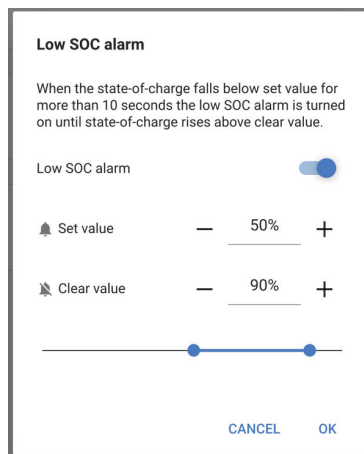 Low SOC alarm
When the state-of-charge falls below set value for
more than 10 seconds the low SOC alarm is turned
on until state-of-charge rises above clear value.
Low SOC alarm
Set value — 50% +
Clear value — 90% +
CANCEL OK